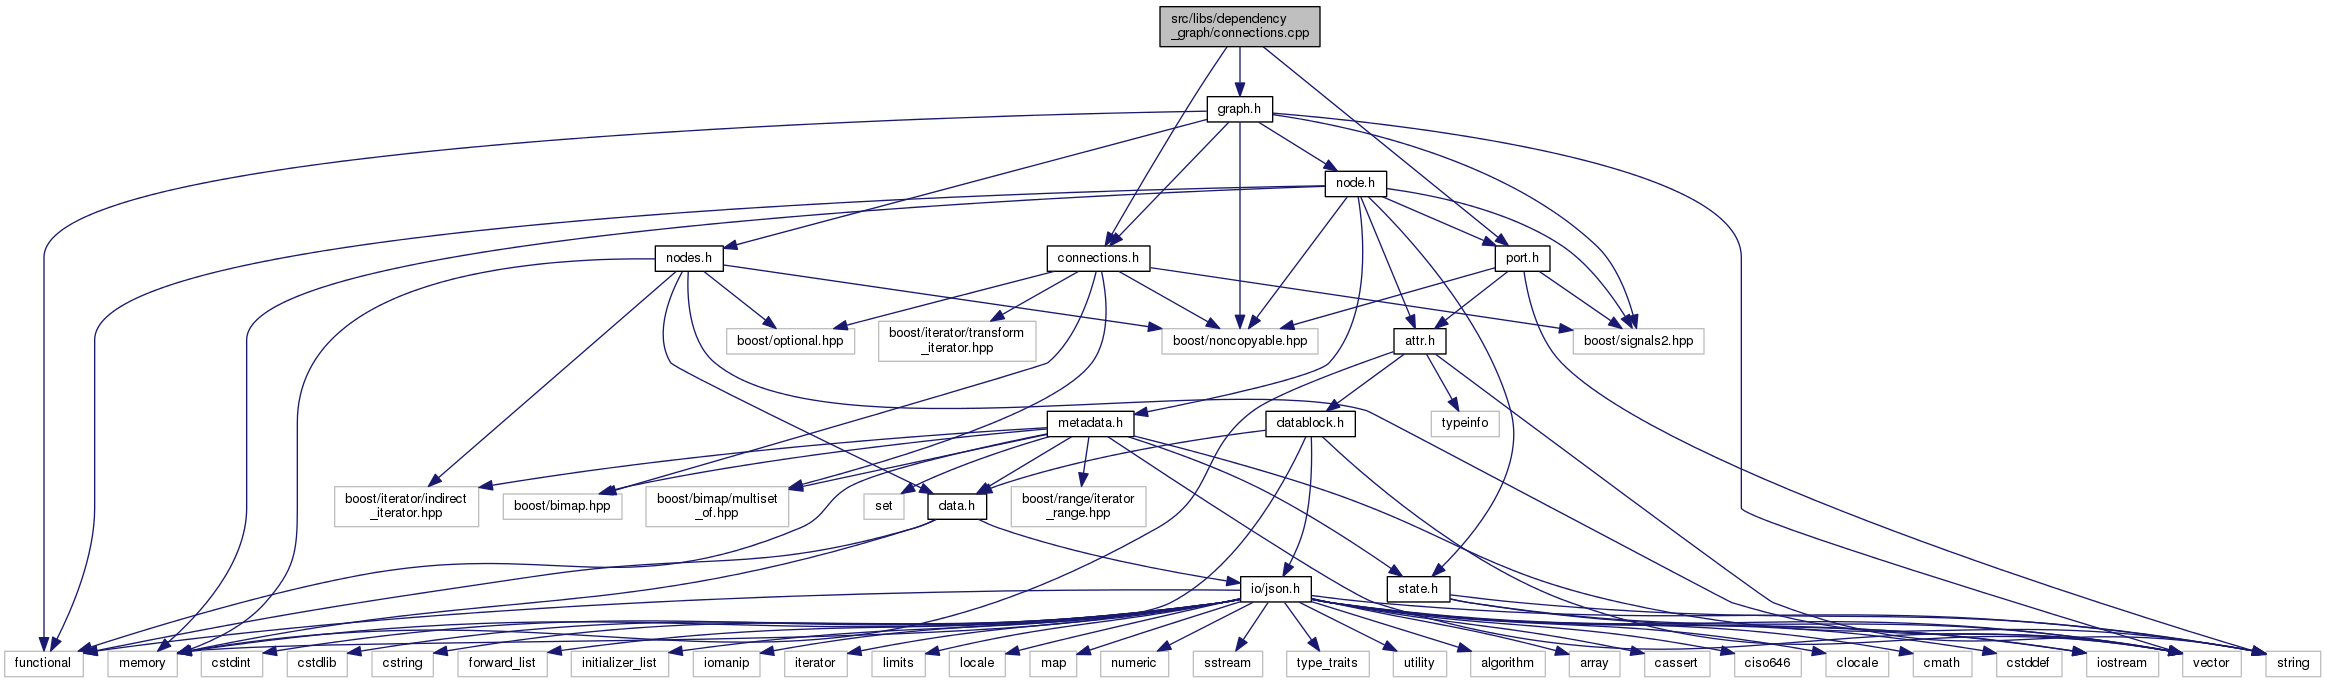 src/libs/dependency
_graph/connections.cpp
graph.h
node.h
nodes.h
connections.h
port.h
boost/optional.hpp
boost/iterator/transform
_iterator.hpp
boost/noncopyable.hpp
attr.h
boost/signals2.hpp
metadata.h
datablock.h
typeinfo
boost/iterator/indirect
_iterator.hpp
boost/bimap.hpp
boost/bimap/multiset
_of.hpp
set
data.h
boost/range/iterator
_range.hpp
io/json.h
state.h
functional
memory
cstdint
cstdlib
cstring
forward_list
initializer_list
iomanip
iterator
limits
locale
map
numeric
sstream
type_traits
utility
algorithm
array
cassert
ciso646
clocale
cmath
cstddef
iostream
vector
string